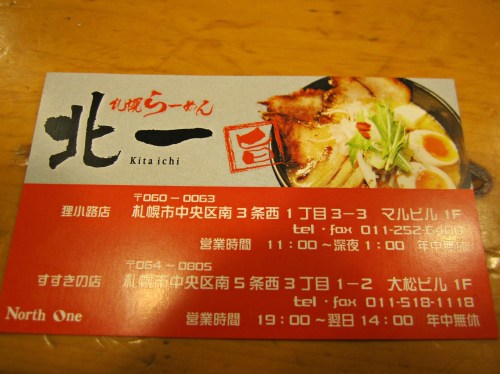 札幌らーめん
北一
Kita ichi
〒060-0063
狸小路店 札幌市中央区南3条西1丁目3-3 マルビル 1F
tel・fax 011-252-6400
営業時間 11:00~深夜1:00 年中無休
〒064-0805
すすきの店 札幌市中央区南5条西3丁目1-2 大松ビル 1F
tel・fax 011-518-1118
営業時間 19:00~翌日14:00 年中無休
North One